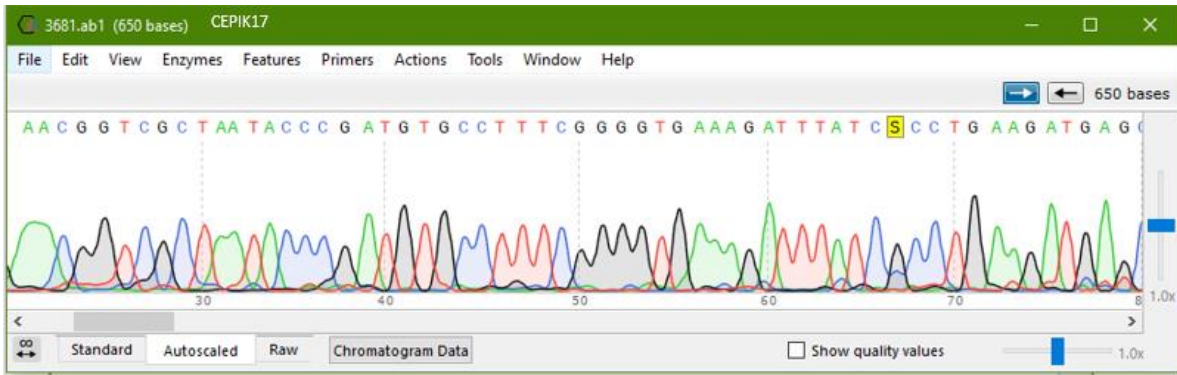 3681.ab1 (650 bases) CEPIK17
File Edit View Enzymes Features Primers Actions Tools Window Help
650 bases
A A C G G T C G C T A A T A C C C G A T G T G C C T T T C G G G G T G A A A G A T T T A T C S C C T G A A G A T G A G
30 40 50 60 70 8
1.0x
Standard Autoscaled Raw Chromatogram Data Show quality values 1.0x